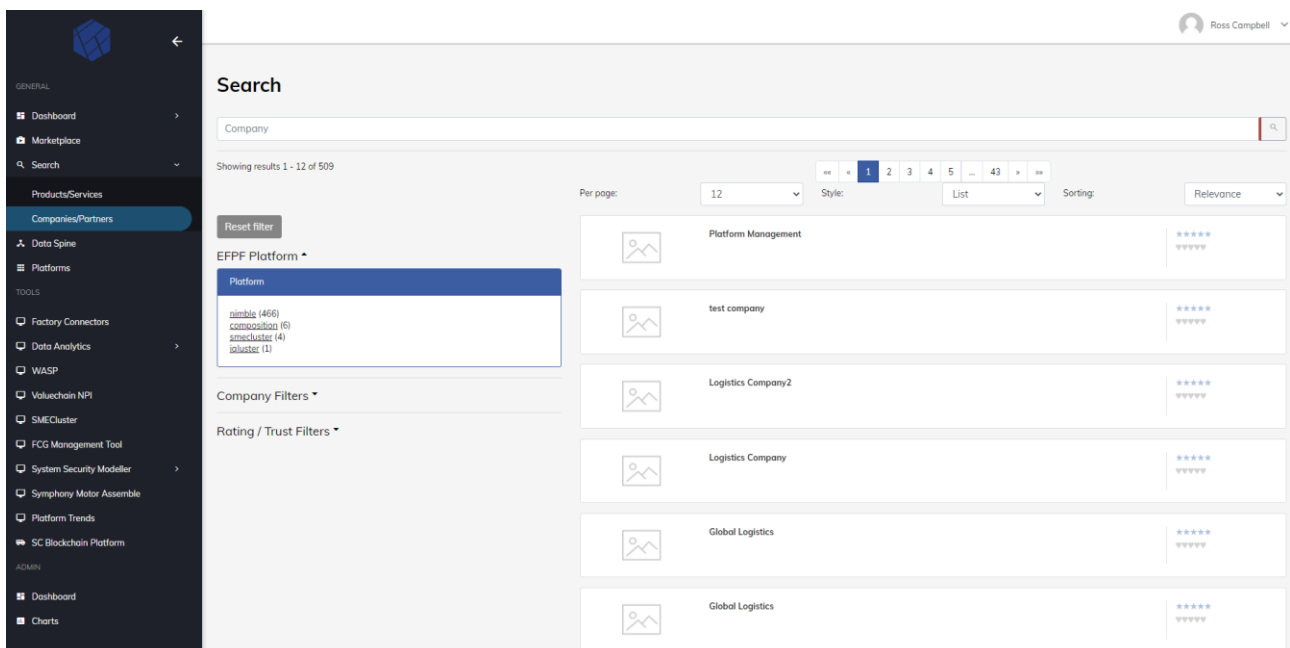 Ross Campbell
GENERAL
Dashboard
Marketplace
Search
Products/Services
Companies/Partners
Data Spine
Platforms
TOOLS
Factory Connectors
Data Analytics
WASP
Valuechain NPI
SMECluster
FCG Management Tool
System Security Modeller
Symphony Motor Assemble
Platform Trends
SC Blockchain Platform
ADMIN
Dashboard
Charts
Search
Company
Showing results 1 - 12 of 509
«« « 1 2 3 4 5 ... 43 » »»
Per page: 12 Style: List Sorting: Relevance
Reset filter
EFPF Platform
Platform
nimble (466)
composition (6)
smecluster (4)
iqluster (1)
Company Filters
Rating / Trust Filters
Platform Management
test company
Logistics Company2
Logistics Company
Global Logistics
Global Logistics